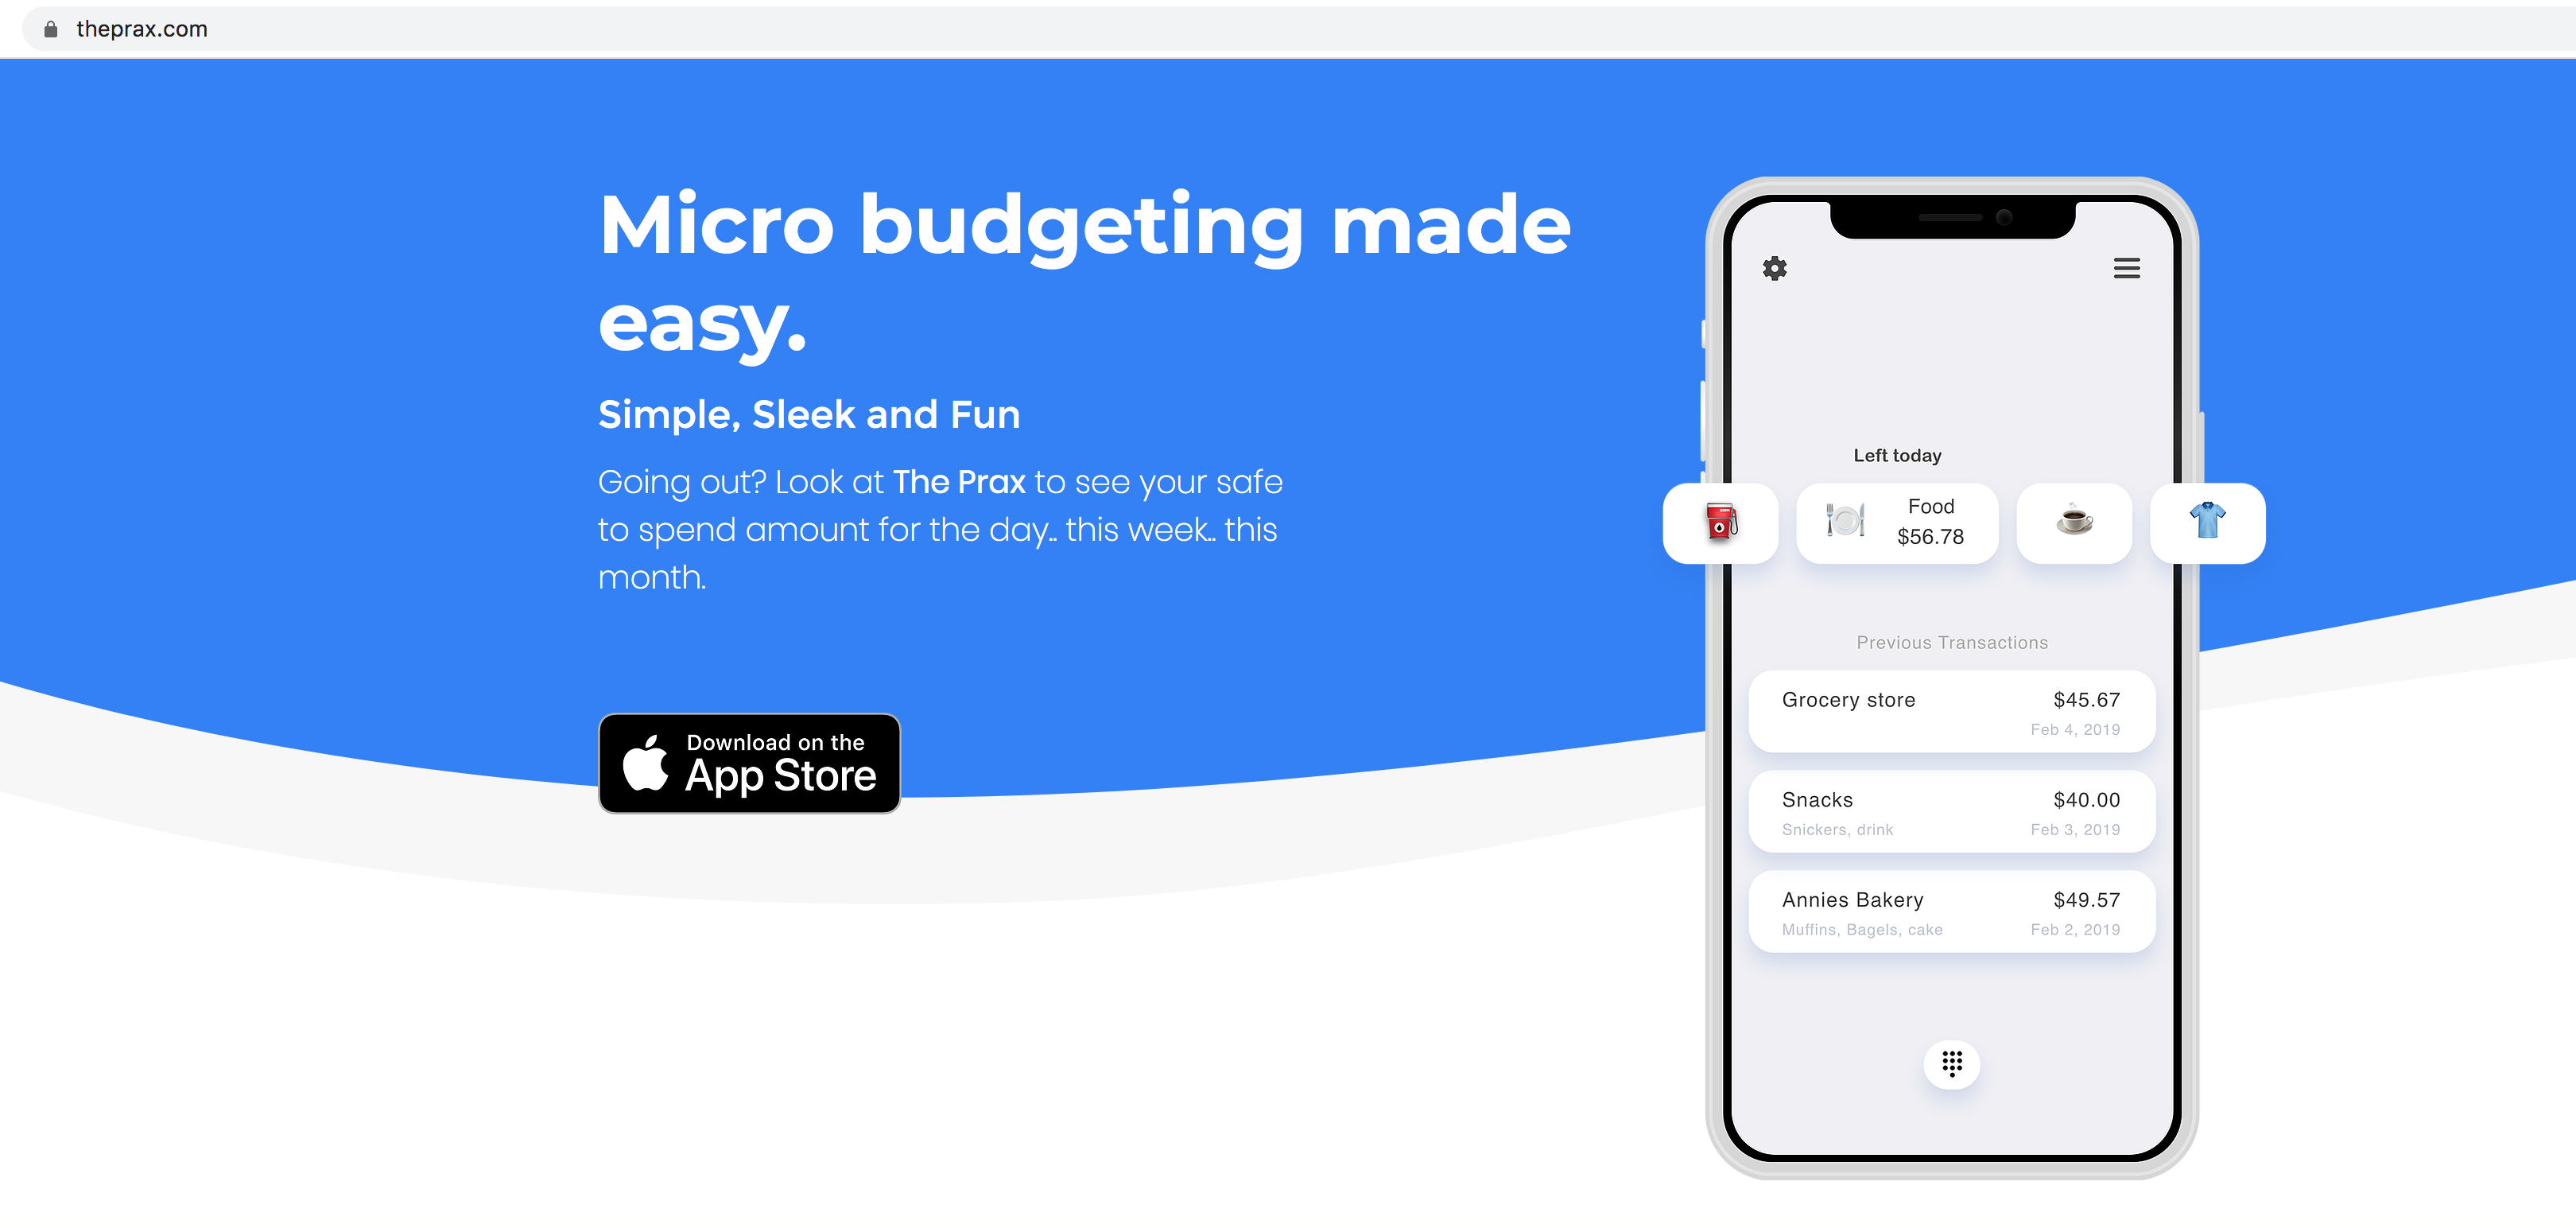 theprax.com
Micro budgeting made
easy.
Simple, Sleek and Fun
Going out? Look at The Prax to see your safe
to spend amount for the day.. this week.. this
month.
Download on the
App Store
Left today
Food
$56.78
Previous Transactions
Grocery store $45.67
Feb 4, 2019
Snacks $40.00
Snickers, drink Feb 3, 2019
Annies Bakery $49.57
Muffins, Bagels, cake Feb 2, 2019